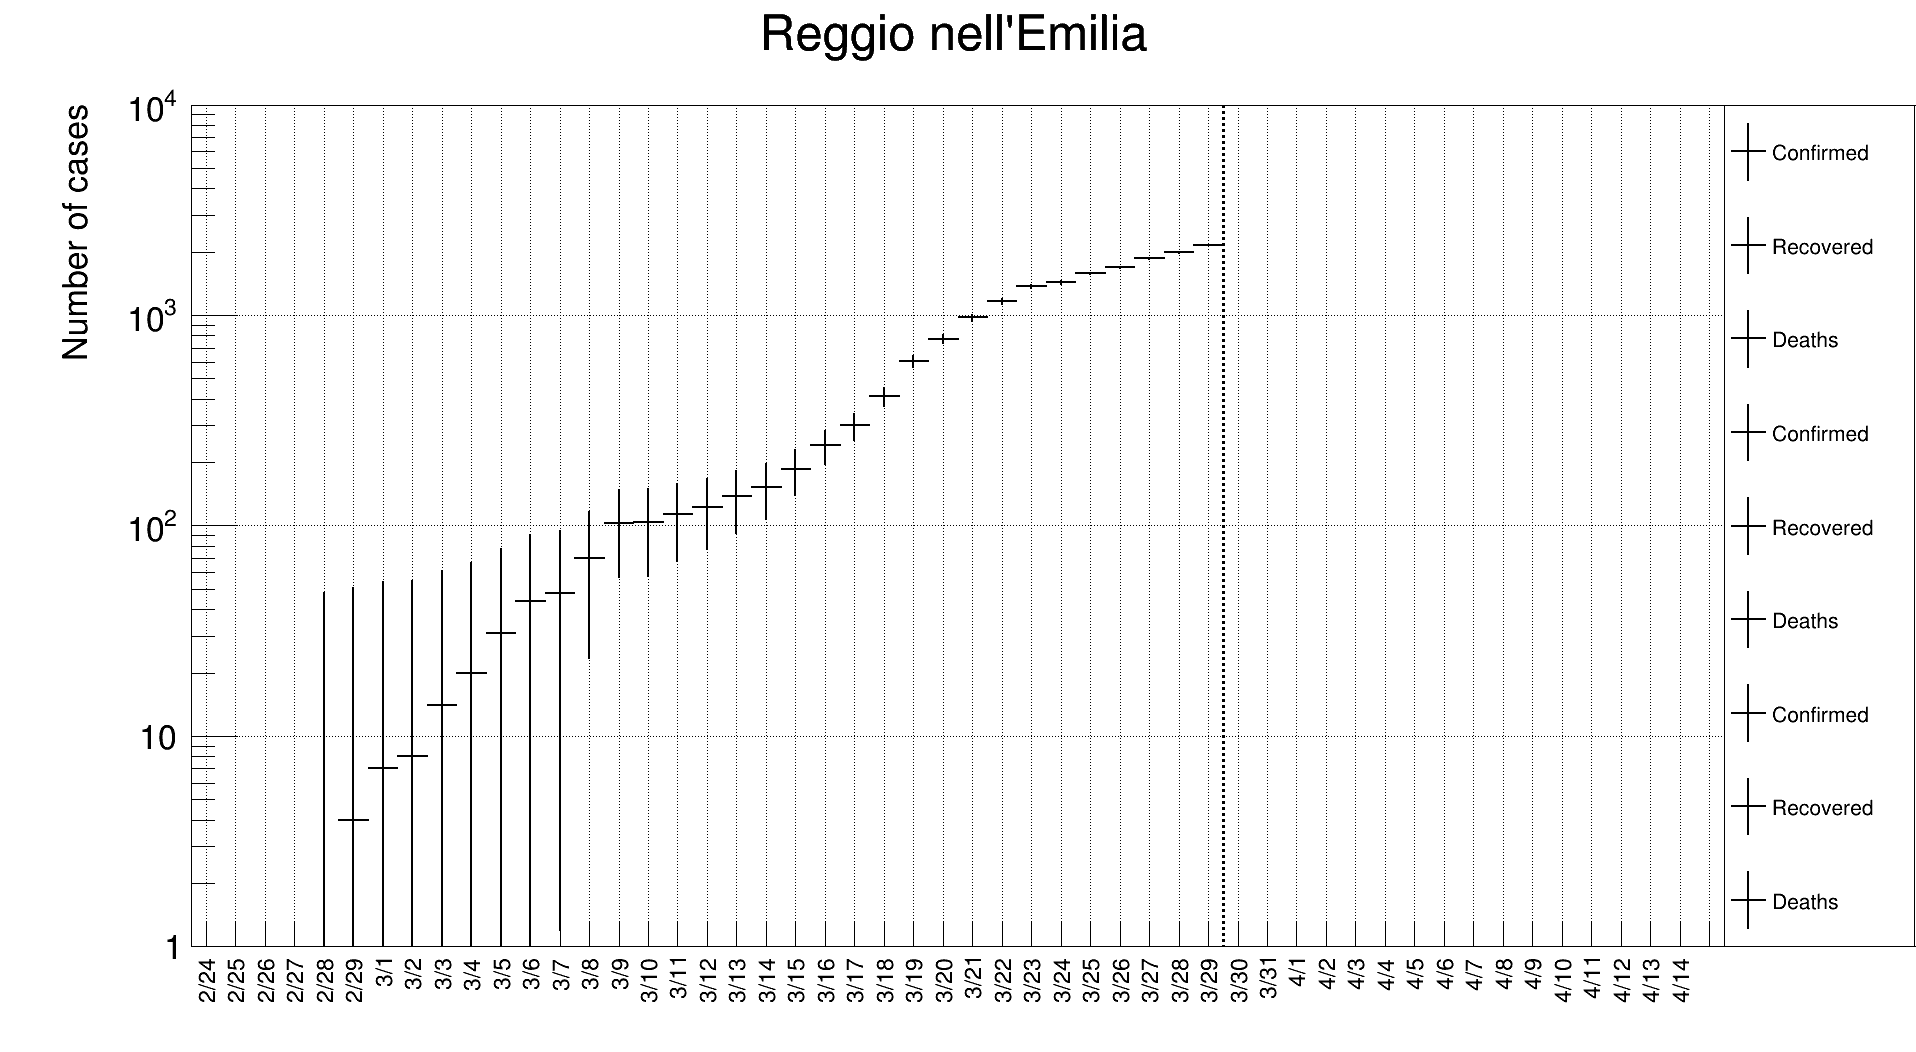 Reggio nell'Emilia
Number of cases
10^4
10^3
10^2
10
1
2/24 2/25 2/26 2/27 2/28 2/29 3/1 3/2 3/3 3/4 3/5 3/6 3/7 3/8 3/9 3/10 3/11 3/12 3/13 3/14 3/15 3/16 3/17 3/18 3/19 3/20 3/21 3/22 3/23 3/24 3/25 3/26 3/27 3/28 3/29 3/30 3/31 4/1 4/2 4/3 4/4 4/5 4/6 4/7 4/8 4/9 4/10 4/11 4/12 4/13 4/14
Confirmed
Recovered
Deaths
Confirmed
Recovered
Deaths
Confirmed
Recovered
Deaths